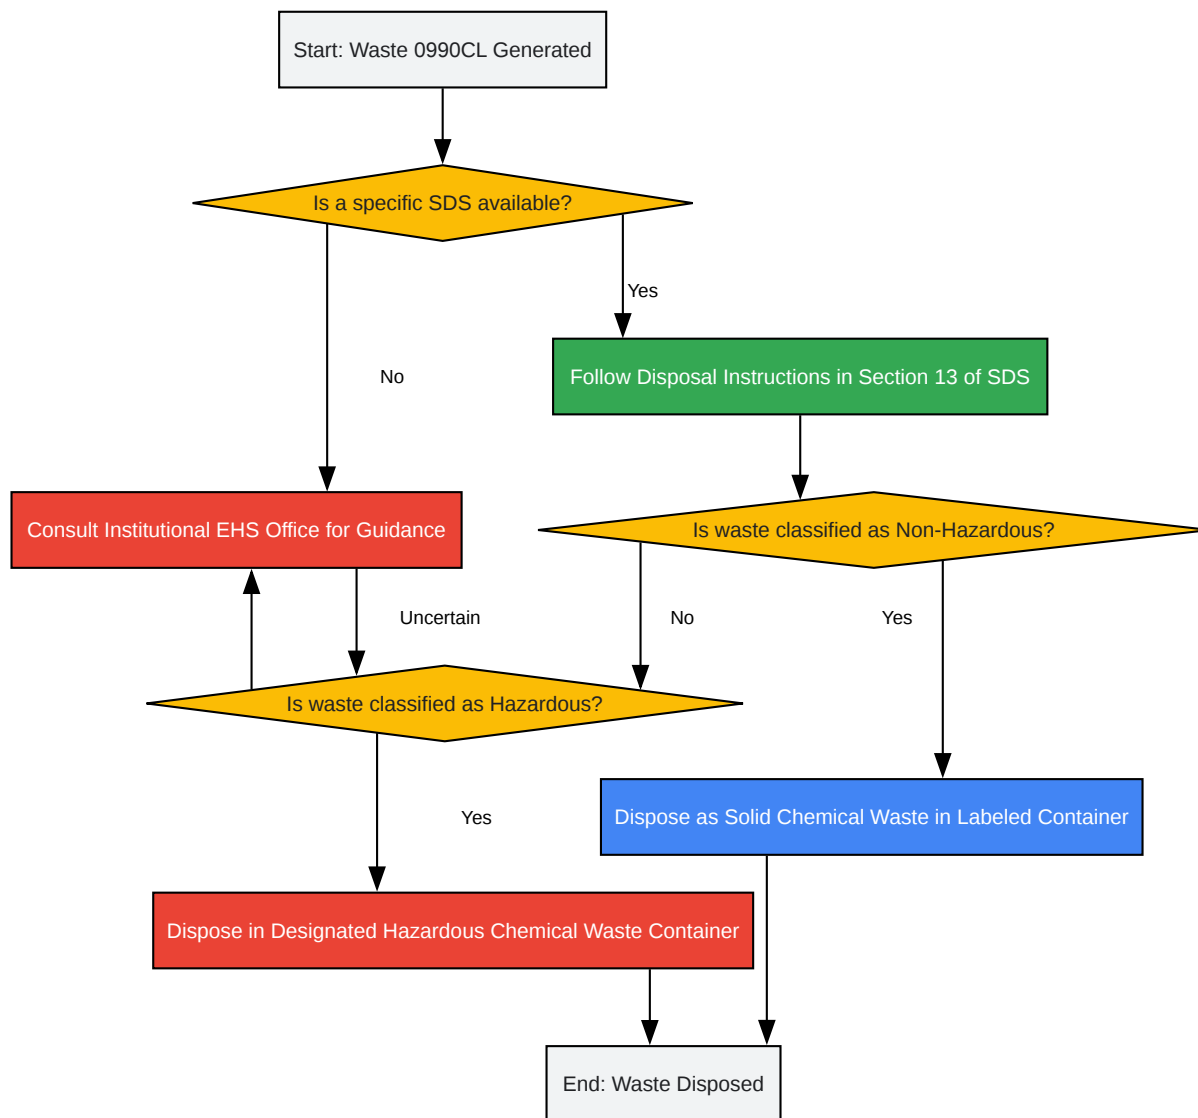 Start: Waste 0990CL Generated
Is a specific SDS available?
Yes
No
Follow Disposal Instructions in Section 13 of SDS
Consult Institutional EHS Office for Guidance
Is waste classified as Non-Hazardous?
Uncertain
No
Yes
Is waste classified as Hazardous?
Yes
Dispose as Solid Chemical Waste in Labeled Container
Dispose in Designated Hazardous Chemical Waste Container
End: Waste Disposed